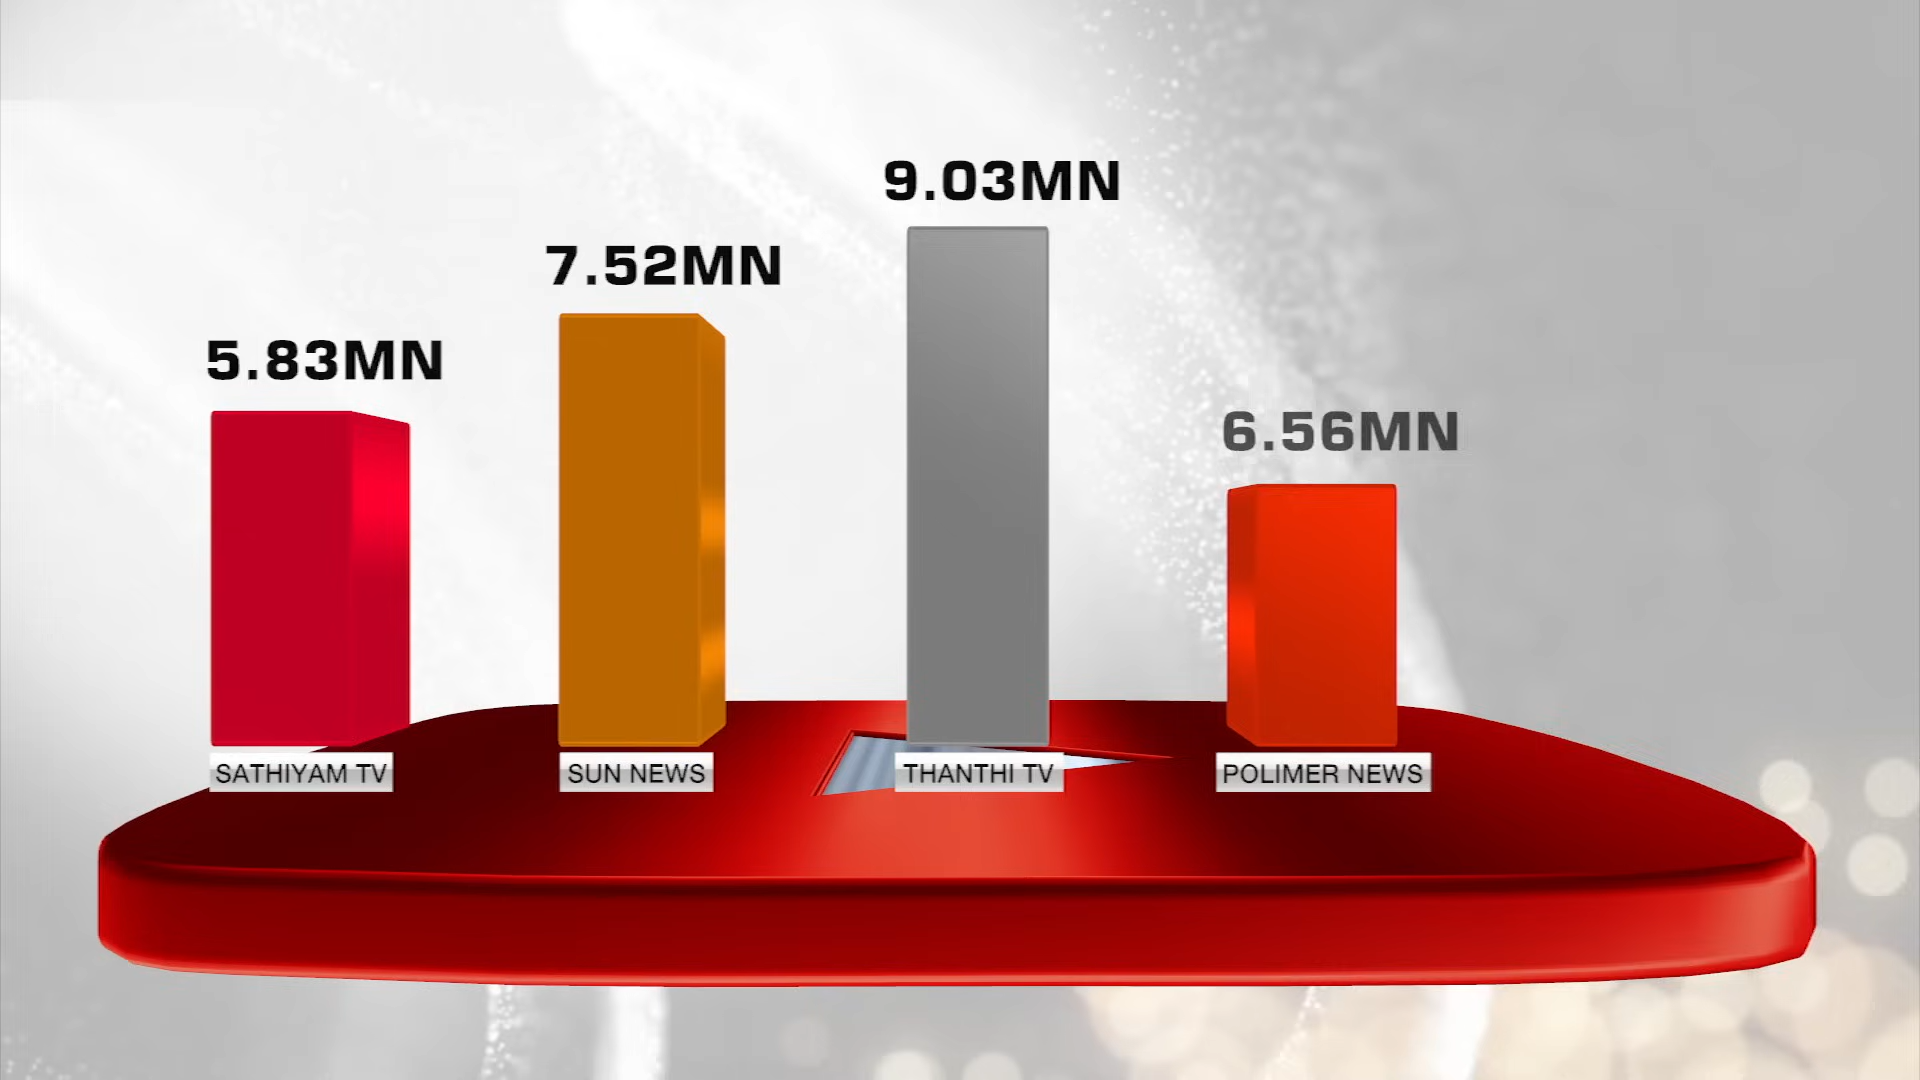 9.03MN
7.52MN
5.83MN
6.56MN
SATHIYAM TV
SUN NEWS
THANTHI TV
POLIMER NEWS